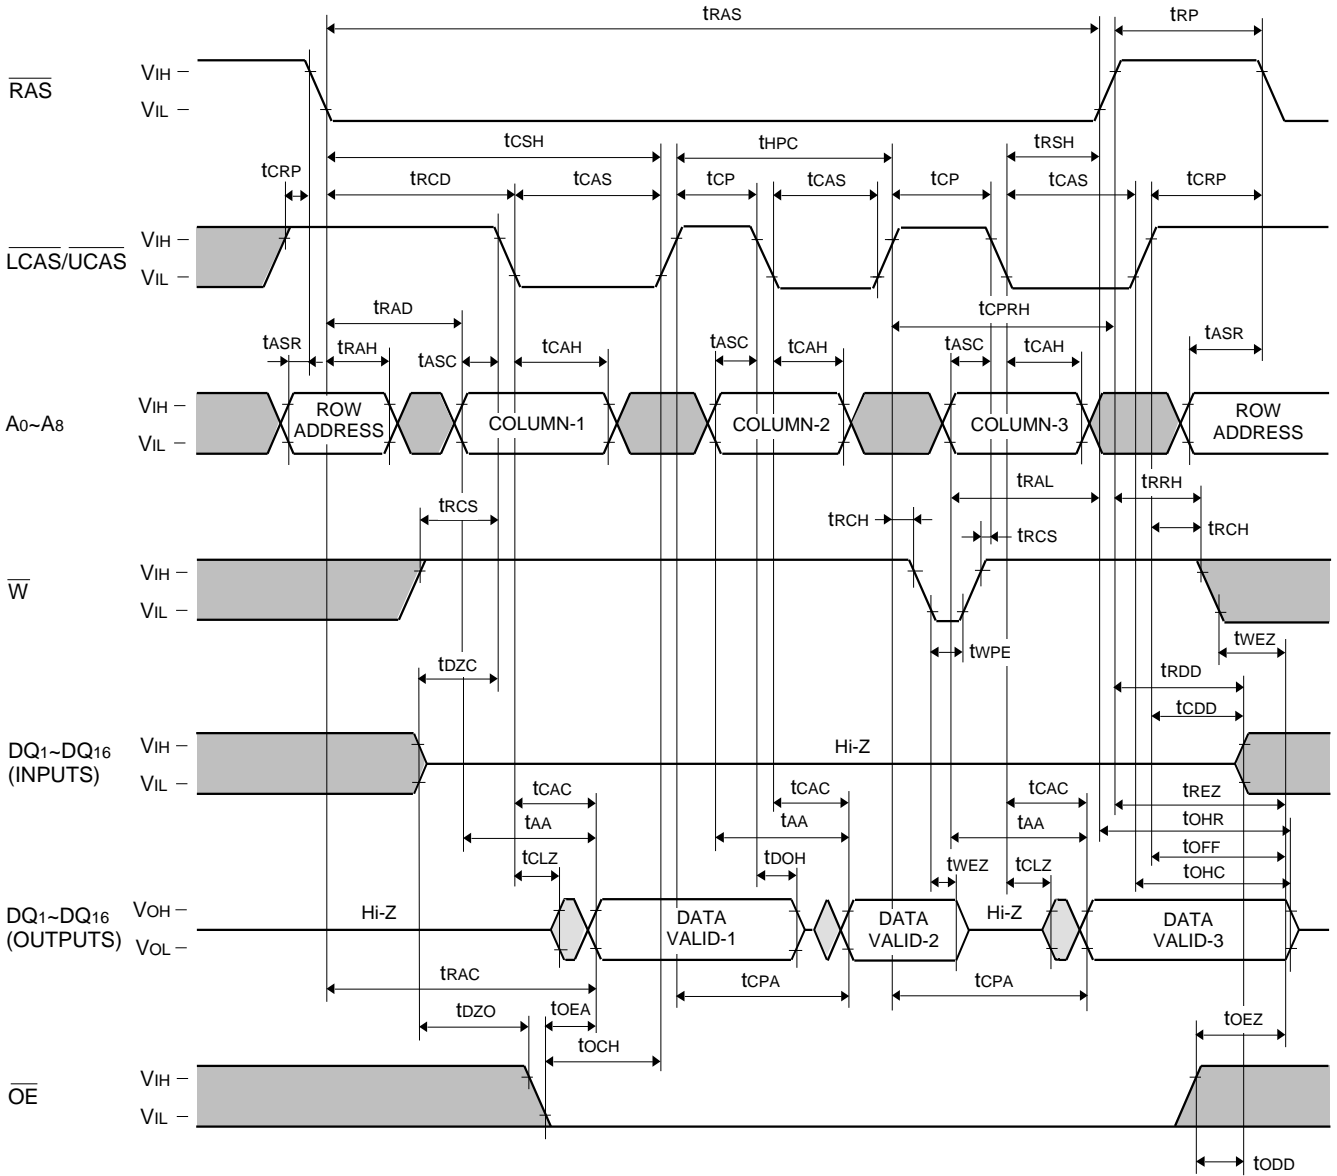 tRAS tRP
RAS VIH
VIL
tCSH tHPC tRSH
tCRP tRCD tCAS tCP tCAS tCP tCAS tCRP
LCAS/UCAS VIH
VIL
tRAD tCPRH
tASR tRAH tASC tCAH tASC tCAH tASC tCAH tASR
A0~A8 VIH
VIL
ROW ADDRESS COLUMN-1 COLUMN-2 COLUMN-3 ROW ADDRESS
tRAL tRRH
tRCS tRCH tRCS tRCH
W VIH
VIL
tWPE tWEZ
tDZC tRDD
tCDD
DQ1~DQ16
(INPUTS)
VIH
VIL
Hi-Z
tCAC tCAC tCAC tREZ
tAA tAA tAA tOHR
tCLZ tDOH tWEZ tCLZ tOFF
tOHC
DQ1~DQ16
(OUTPUTS)
VOH
VOL
Hi-Z DATA VALID-1 DATA VALID-2 Hi-Z DATA VALID-3
tRAC tCPA tCPA
tDZO tOEA tOEZ
tOCH
OE VIH
VIL
tODD